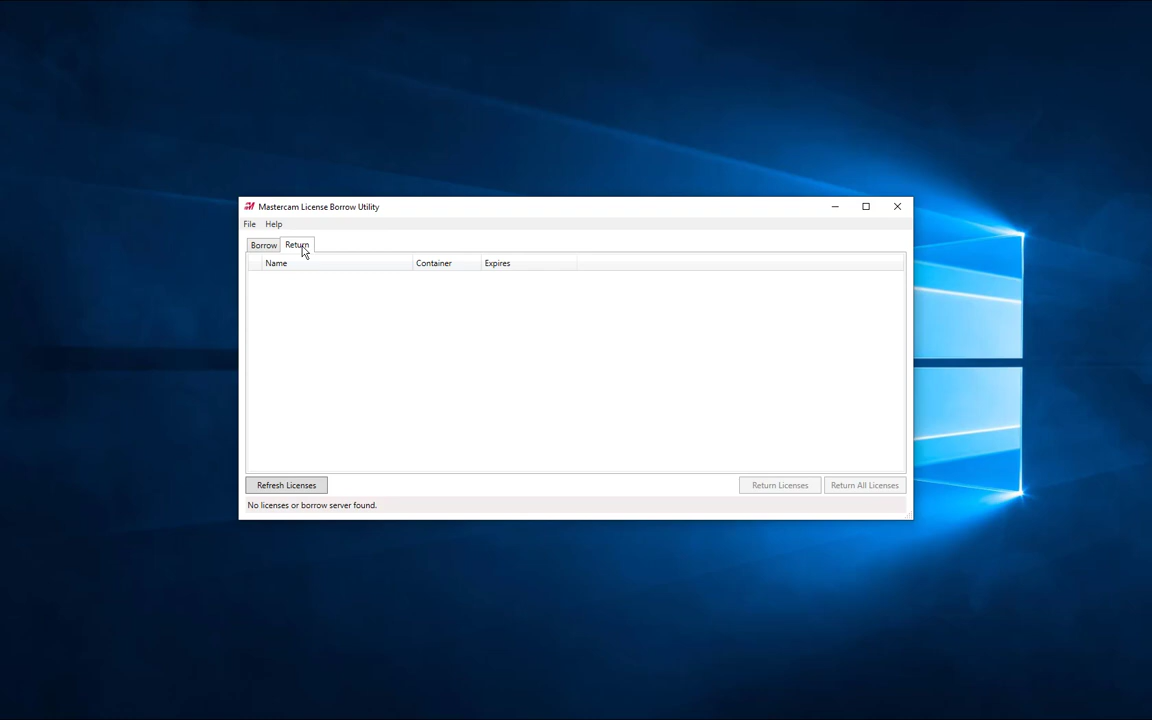 Mastercam License Borrow Utility
File Help
Borrow Return
Name Container Expires
Refresh Licenses Return Licenses Return All Licenses
No licenses or borrow server found.